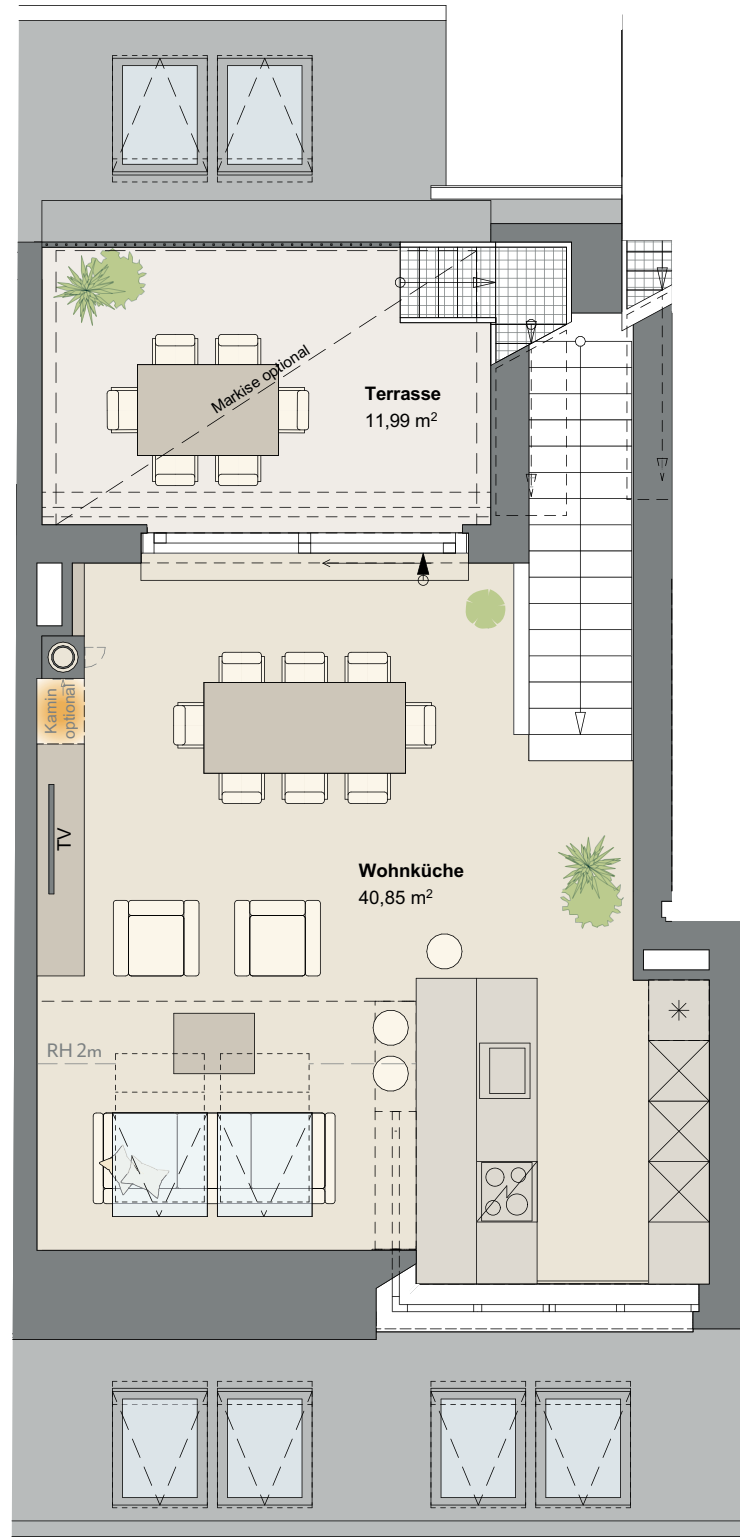 Markise optional
Terrasse
11,99 m²
Kamin
optional
TV
Wohnküche
40,85 m²
RH 2m